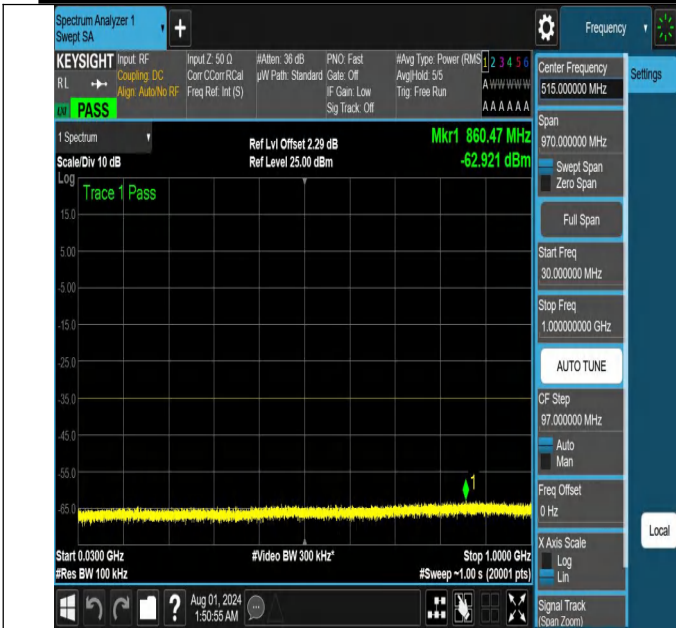 Spectrum Analyzer 1
Swept SA
+
Frequency
KEYSIGHT
RL
PASS
Input: RF
Coupling: DC
Align: Auto/No RF
Input Z: 50 Ω
Corr CCorr RCal
Freq Ref: Int (S)
#Atten: 36 dB
µW Path: Standard
PNO: Fast
Gate: Off
IF Gain: Low
Sig Track: Off
#Avg Type: Power (RMS
Avg|Hold: 5/5
Trig: Free Run
1 2 3 4 5 6
A W W W W W
A A A A A A
Center Frequency
515.000000 MHz
Settings
1 Spectrum
Scale/Div 10 dB
Ref Lvl Offset 2.29 dB
Ref Level 25.00 dBm
Mkr1 860.47 MHz
-62.921 dBm
Log
Trace 1 Pass
15.0
5.00
-5.00
-15.0
-25.0
-35.0
-45.0
-55.0
-65.0
1
Start 0.0300 GHz
#Res BW 100 kHz
#Video BW 300 kHz*
Stop 1.0000 GHz
#Sweep ~1.00 s (20001 pts)
Span
970.000000 MHz
Swept Span
Zero Span
Full Span
Start Freq
30.000000 MHz
Stop Freq
1.000000000 GHz
AUTO TUNE
CF Step
97.000000 MHz
Auto
Man
Freq Offset
0 Hz
X Axis Scale
Log
Lin
Local
Signal Track
(Span Zoom)
?
Aug 01, 2024
1:50:55 AM